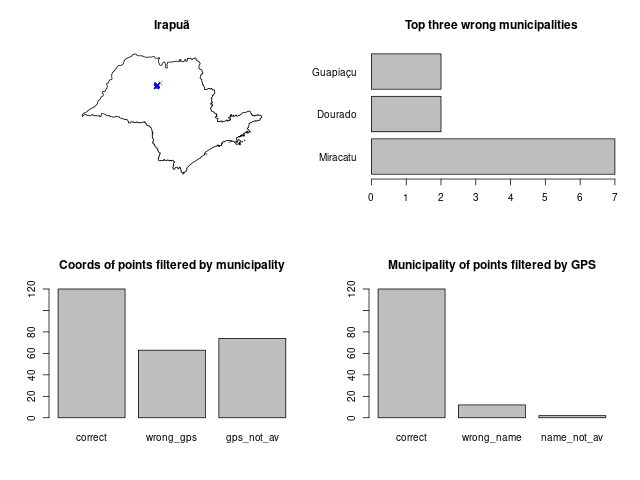 Irapuã
Top three wrong municipalities
Guapiaçu
Dourado
Miracatu
0 1 2 3 4 5 6 7
Coords of points filtered by municipality
120
80
60
40
20
0
correct wrong_gps gps_not_av
Municipality of points filtered by GPS
120
80
60
40
20
0
correct wrong_name name_not_av